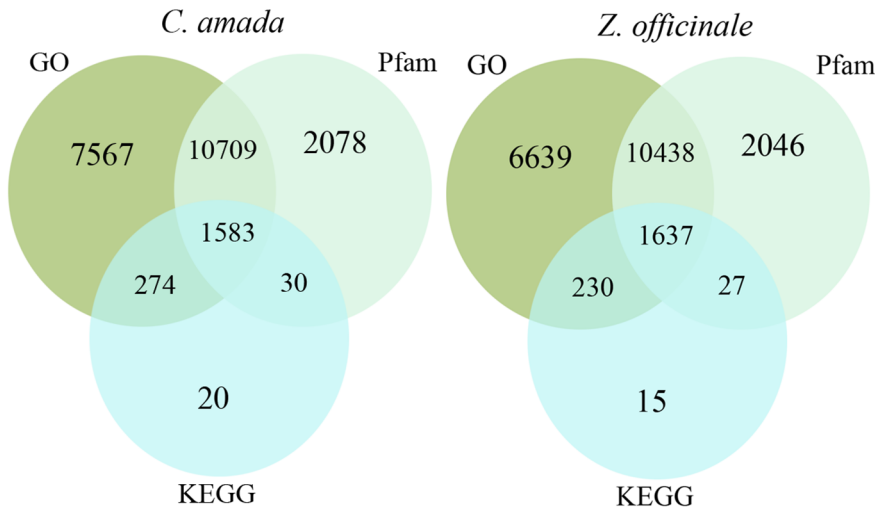 C. amada
Z. officinale
GO
Pfam
GO
Pfam
7567
10709
2078
6639
10438
2046
1583
1637
274
30
230
27
20
15
KEGG
KEGG